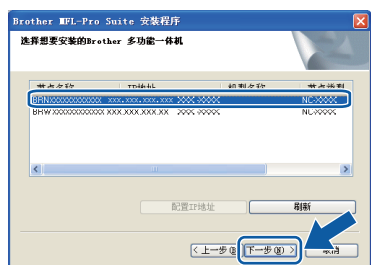 Brother MFL-Pro Suite 安装程序
选择想要安装的Brother 多功能一体机
节点名称 IP地址 机型名称 节点类型
BRNXXXXXXXXXXXX xxx.xxx.xxx.xxx XXX-XXXX NC-XXXX
BRWXXXXXXXXXXXX XXX.XXX.XXX.XX XXX-XXXX NC-XXXX
配置IP地址 刷新
< 上一步(B) 下一步(N) > 取消